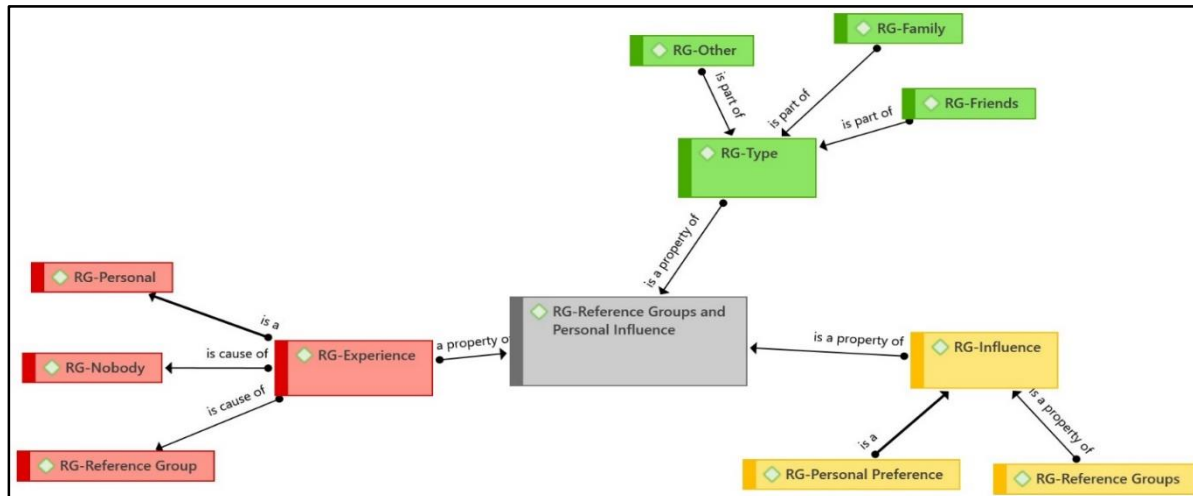 RG-Family
RG-Other
is part of
is part of
RG-Friends
is part of
RG-Type
is a property of
RG-Personal
is a
RG-Reference Groups and
Personal Influence
is cause of
RG-Nobody
RG-Experience
a property of
is a property of
RG-Influence
is cause of
RG-Reference Group
is a
is a property of
RG-Personal Preference
RG-Reference Groups